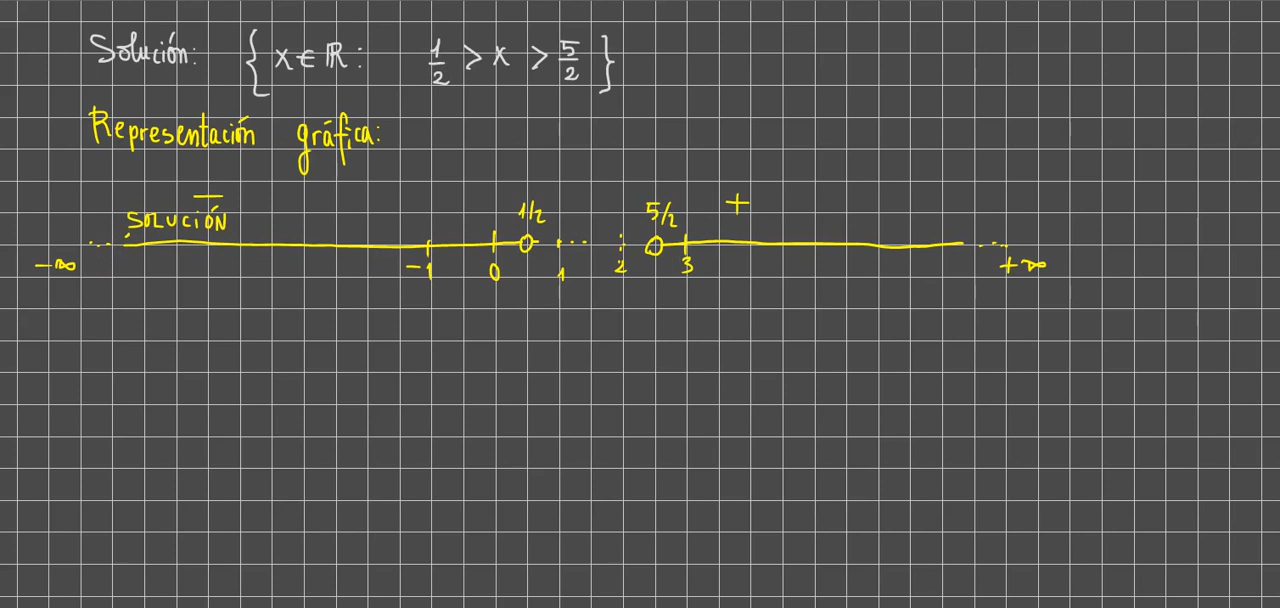 Solución: { x ∈ ℝ : 1/2 > x > 5/2 }
Representación gráfica:
− +
SOLUCIÓN 1/2 5/2
... ... ...
−∞ −1 0 1 2 3 +∞